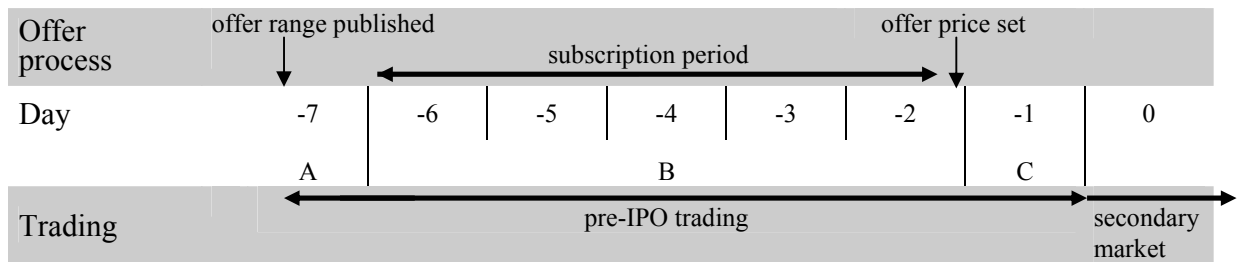 Offer process
offer range published
offer price set
subscription period
Day
-7
-6
-5
-4
-3
-2
-1
0
A
B
C
Trading
pre-IPO trading
secondary
market